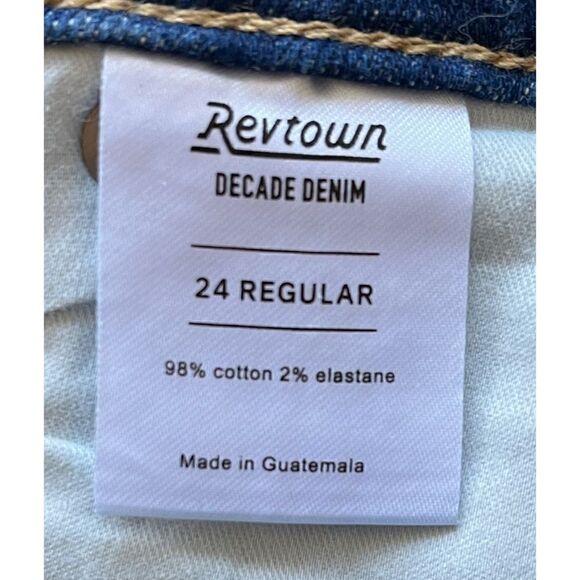 Revtown
DECADE DENIM
24 REGULAR
98% cotton 2% elastane
Made in Guatemala